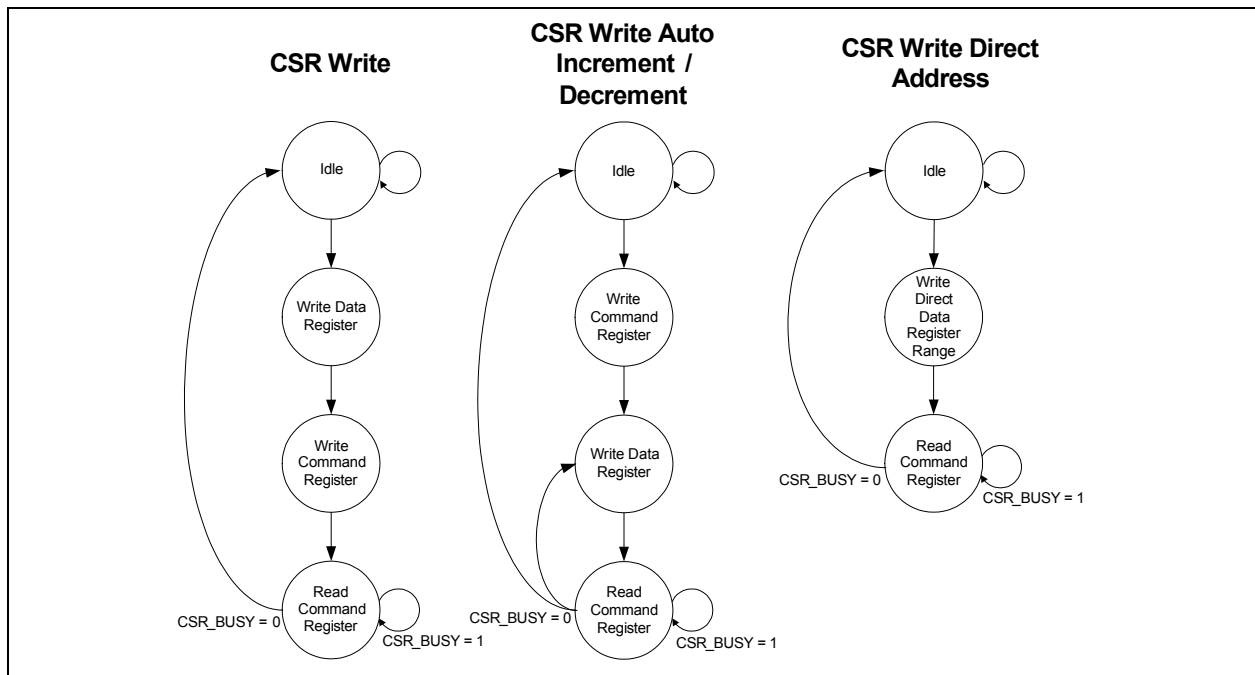 CSR Write
Idle
Write Data
Register
Write
Command
Register
Read
Command
Register
CSR_BUSY = 0
CSR_BUSY = 1
CSR Write Auto
Increment /
Decrement
Idle
Write
Command
Register
Write Data
Register
Read
Command
Register
CSR_BUSY = 0
CSR_BUSY = 1
CSR Write Direct
Address
Idle
Write
Direct
Data
Register
Range
Read
Command
Register
CSR_BUSY = 0
CSR_BUSY = 1